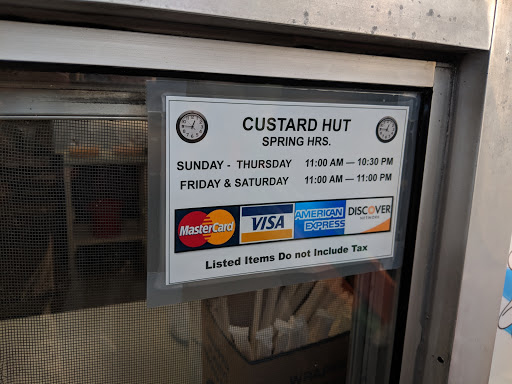 CUSTARD HUT
SPRING HRS.
SUNDAY - THURSDAY 11:00 AM — 10:30 PM
FRIDAY & SATURDAY 11:00 AM — 11:00 PM
MasterCard VISA AMERICAN EXPRESS DISCOVER
Listed Items Do not Include Tax